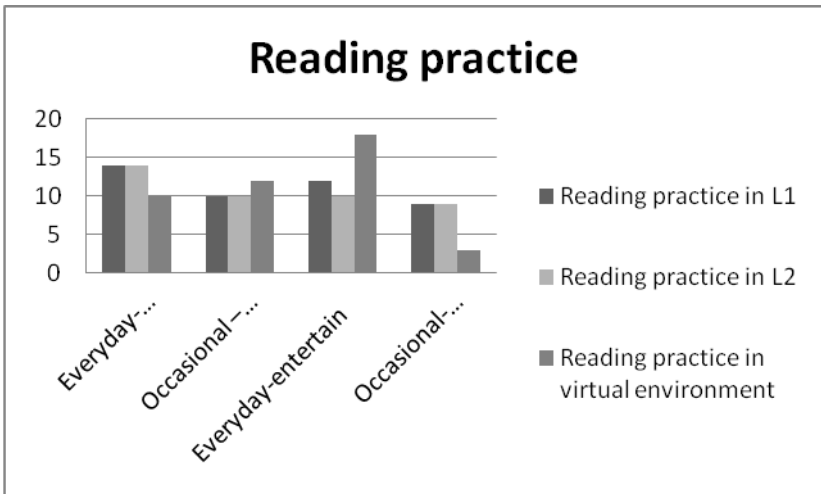 Reading practice
20
15
10
5
0
Everyday-...
Occasional – ...
Everyday-entertain
Occasional-...
Reading practice in L1
Reading practice in L2
Reading practice in
virtual environment